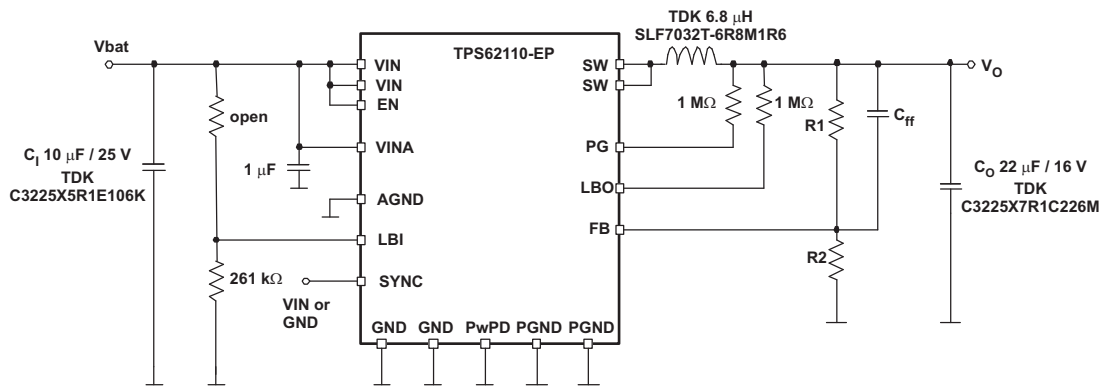 TDK 6.8 μH
SLF7032T-6R8M1R6
Vbat
TPS62110-EP
VIN
SW
V_O
VIN
SW
EN
open
1 MΩ
1 MΩ
R1
C_ff
VINA
PG
C_I 10 μF / 25 V
TDK
C3225X5R1E106K
1 μF
C_O 22 μF / 16 V
TDK
C3225X7R1C226M
AGND
LBO
LBI
FB
R2
261 kΩ
SYNC
VIN or
GND
GND GND PwPD PGND PGND